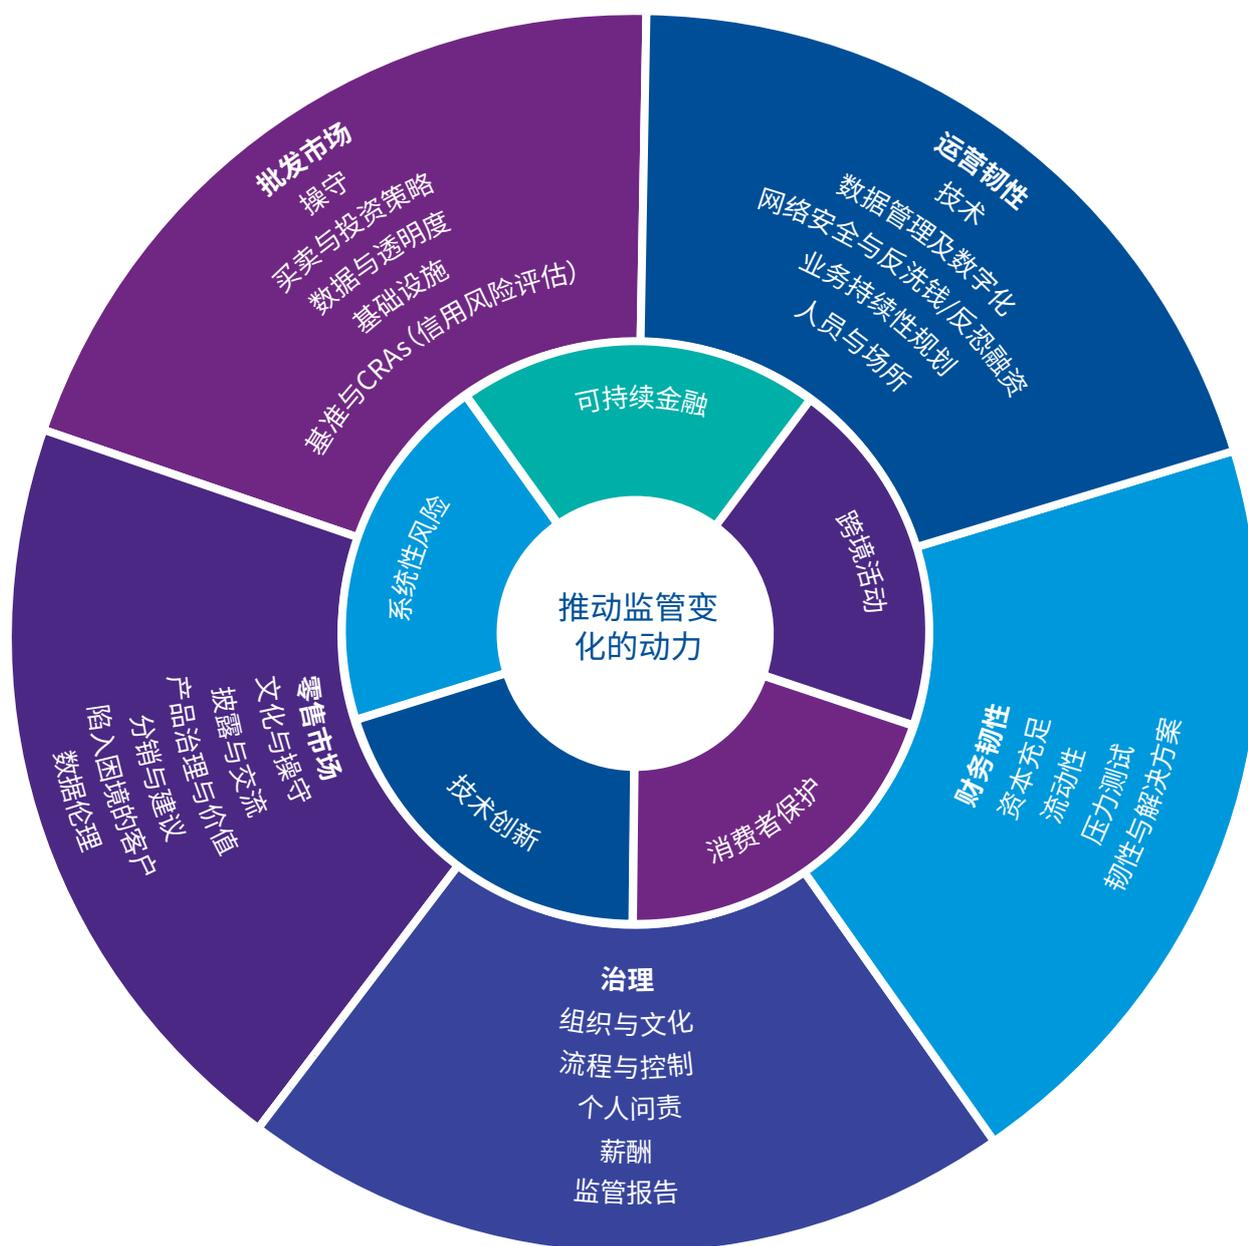 批发市场
操守
买卖与投资策略
数据与透明度
基础设施
基准与CRAs（信用风险评估）
运营韧性
技术
数据管理及数字化
网络安全与反洗钱/反恐融资
业务持续性规划
人员与场所
财务韧性
资本充足
流动性
压力测试
韧性与解决方案
治理
组织与文化
流程与控制
个人问责
薪酬
监管报告
零售市场
文化与操守
披露与交流
产品治理与价值
分销与建议
陷入困境的客户
数据伦理
可持续金融
跨境活动
消费者保护
技术创新
系统性风险
推动监管变
化的动力